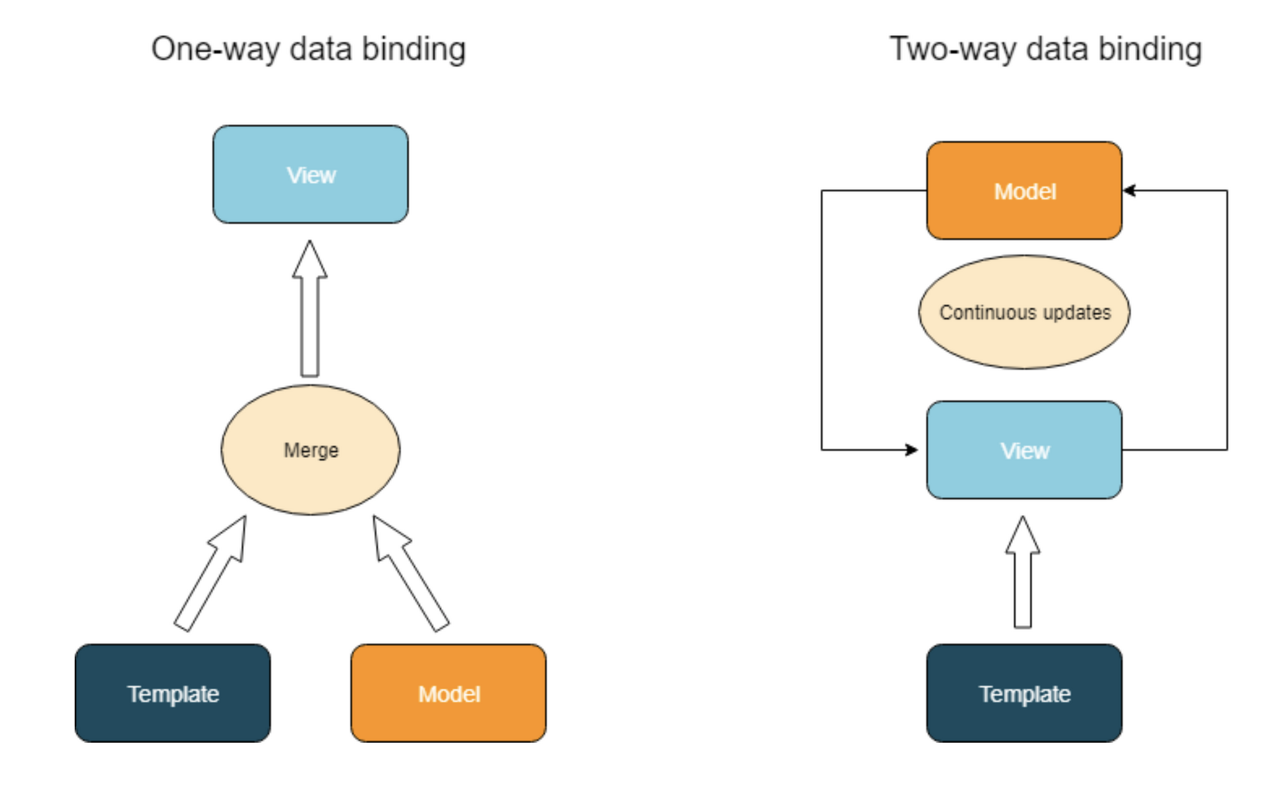 One-way data binding
View
Merge
Template
Model
Two-way data binding
Model
Continuous updates
View
Template